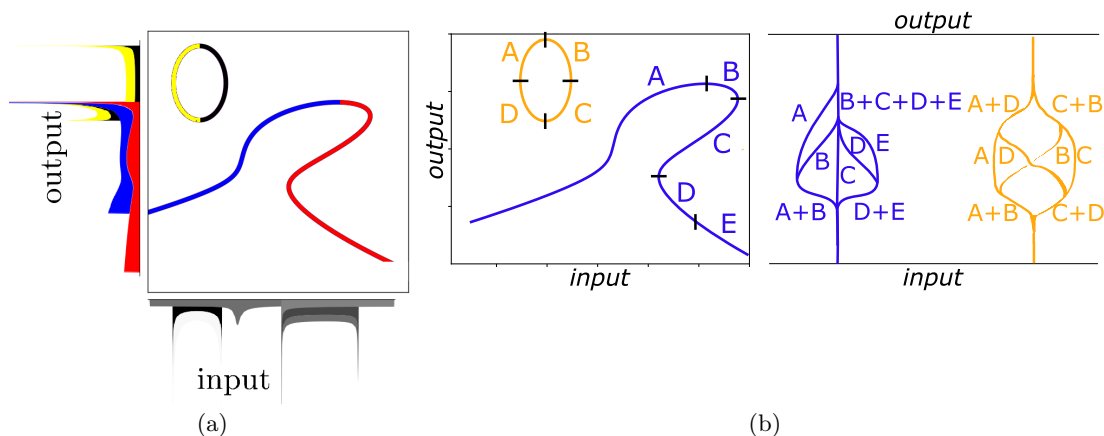 output
input
(a)
output
A
B
D
C
A
B
C
D
E
input
output
A
B+C+D+E
B
D
E
C
A+B
D+E
A+D
C+B
A
D
B
C
A+B
C+D
input
(b)